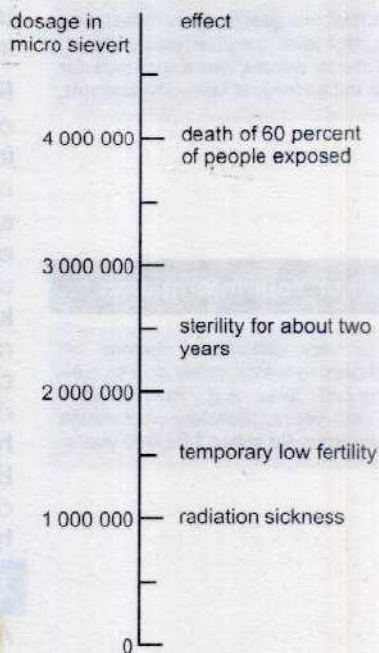 dosage in
micro sievert
effect
4 000 000
death of 60 percent
of people exposed
3 000 000
sterility for about two
years
2 000 000
temporary low fertility
1 000 000
radiation sickness
0